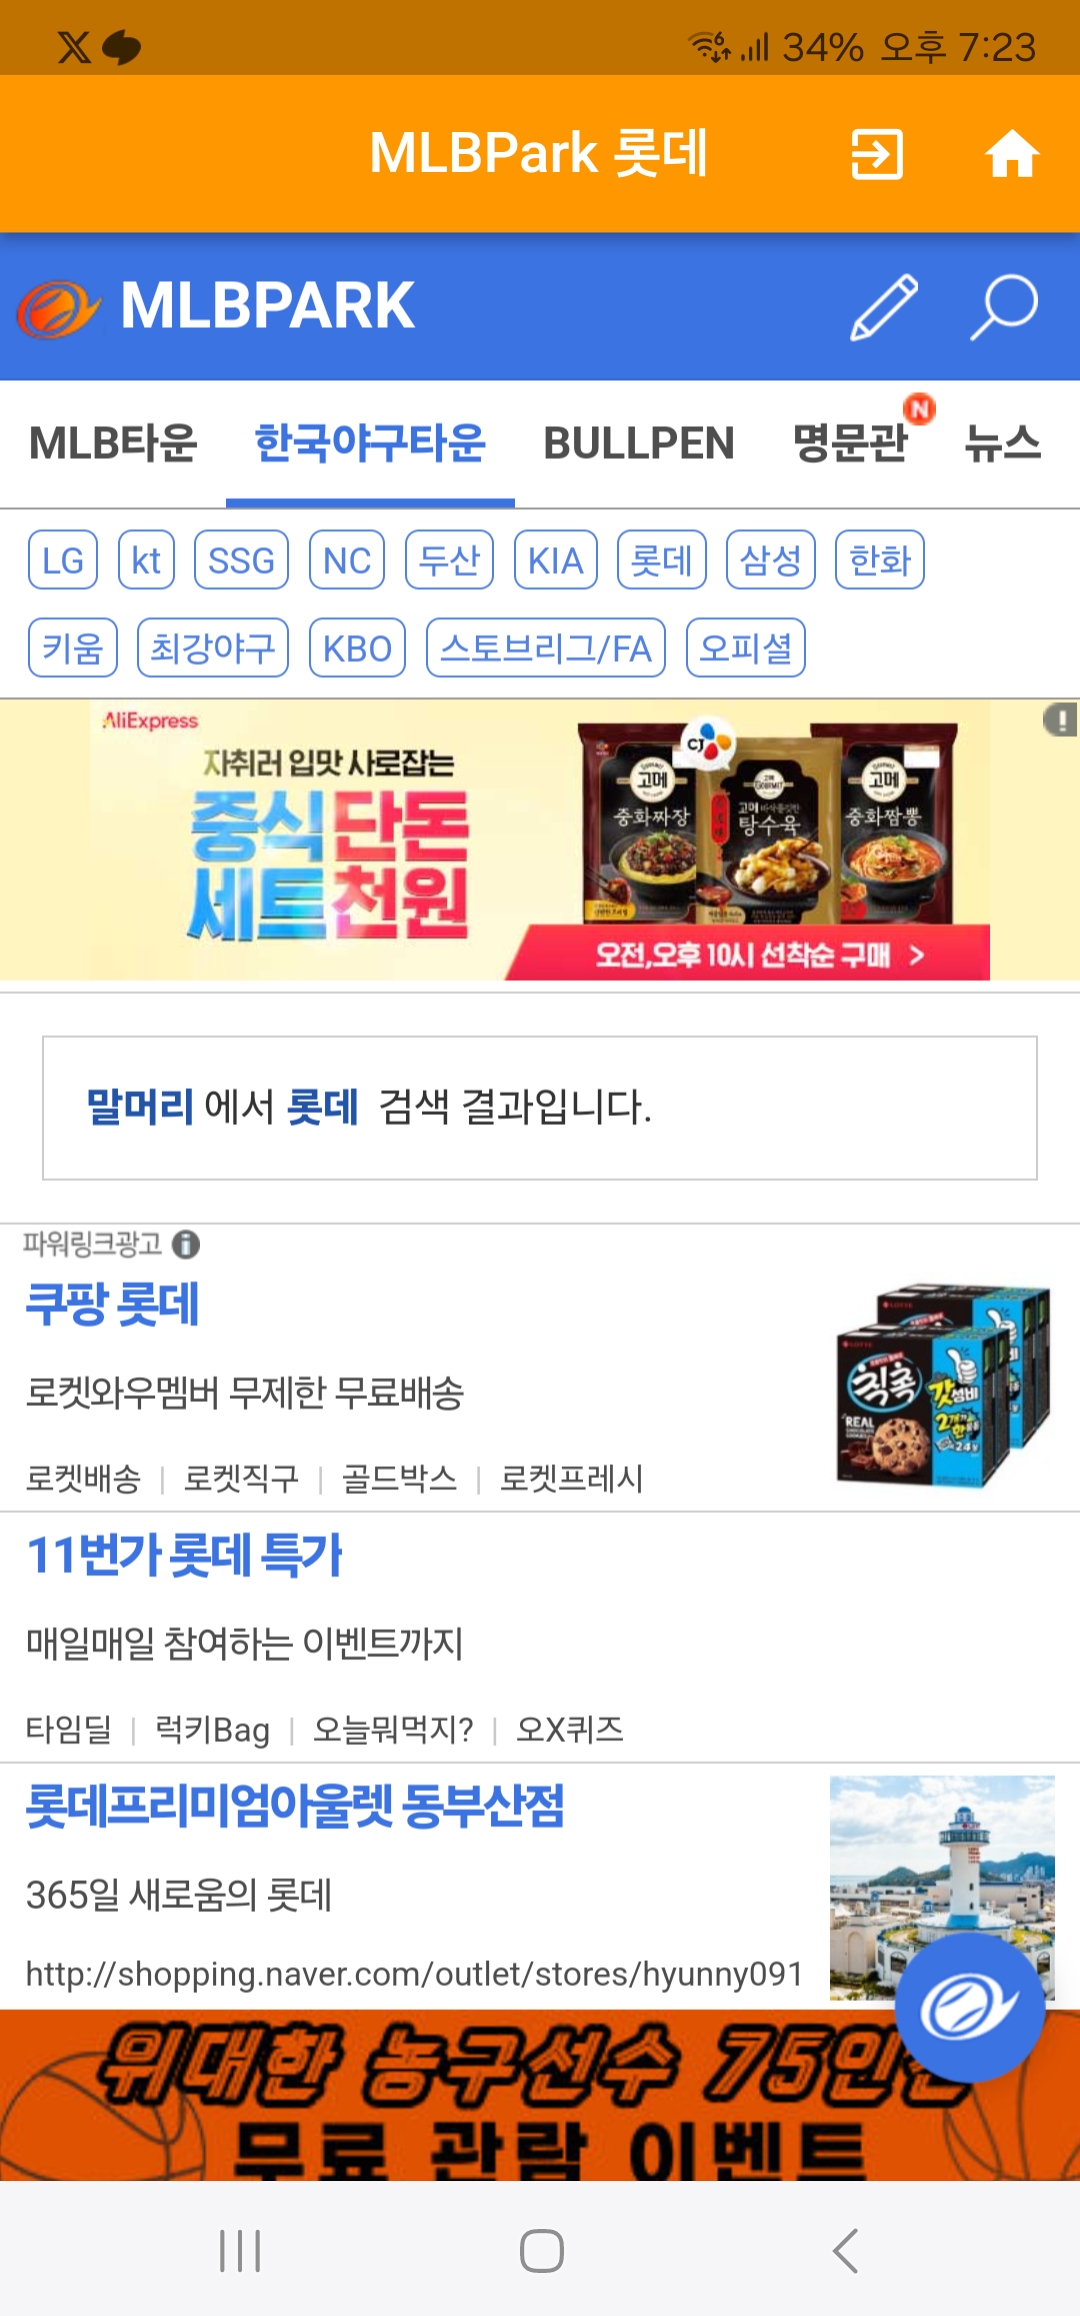 34% 오후 7:23
MLBPark 롯데
MLBPARK
MLB타운 한국야구타운 BULLPEN 명문관 N 뉴스
LG kt SSG NC 두산 KIA 롯데 삼성 한화
키움 최강야구 KBO 스토브리그/FA 오피셜
AliExpress
자취러 입맛 사로잡는
중식 단돈
세트 천원
CJ
고메 고메 고메
중화짜장 탕수육 중화짬뽕
오전,오후 10시 선착순 구매 >
말머리 에서 롯데 검색 결과입니다.
파워링크광고
쿠팡 롯데
로켓와우멤버 무제한 무료배송
로켓배송 | 로켓직구 | 골드박스 | 로켓프레시
칙촉
갓성비
REAL
11번가 롯데 특가
매일매일 참여하는 이벤트까지
타임딜 | 럭키Bag | 오늘뭐먹지? | 오X퀴즈
롯데프리미엄아울렛 동부산점
365일 새로움의 롯데
http://shopping.naver.com/outlet/stores/hyunny091
위대한 농구선수 75인전
무료 관람 이벤트